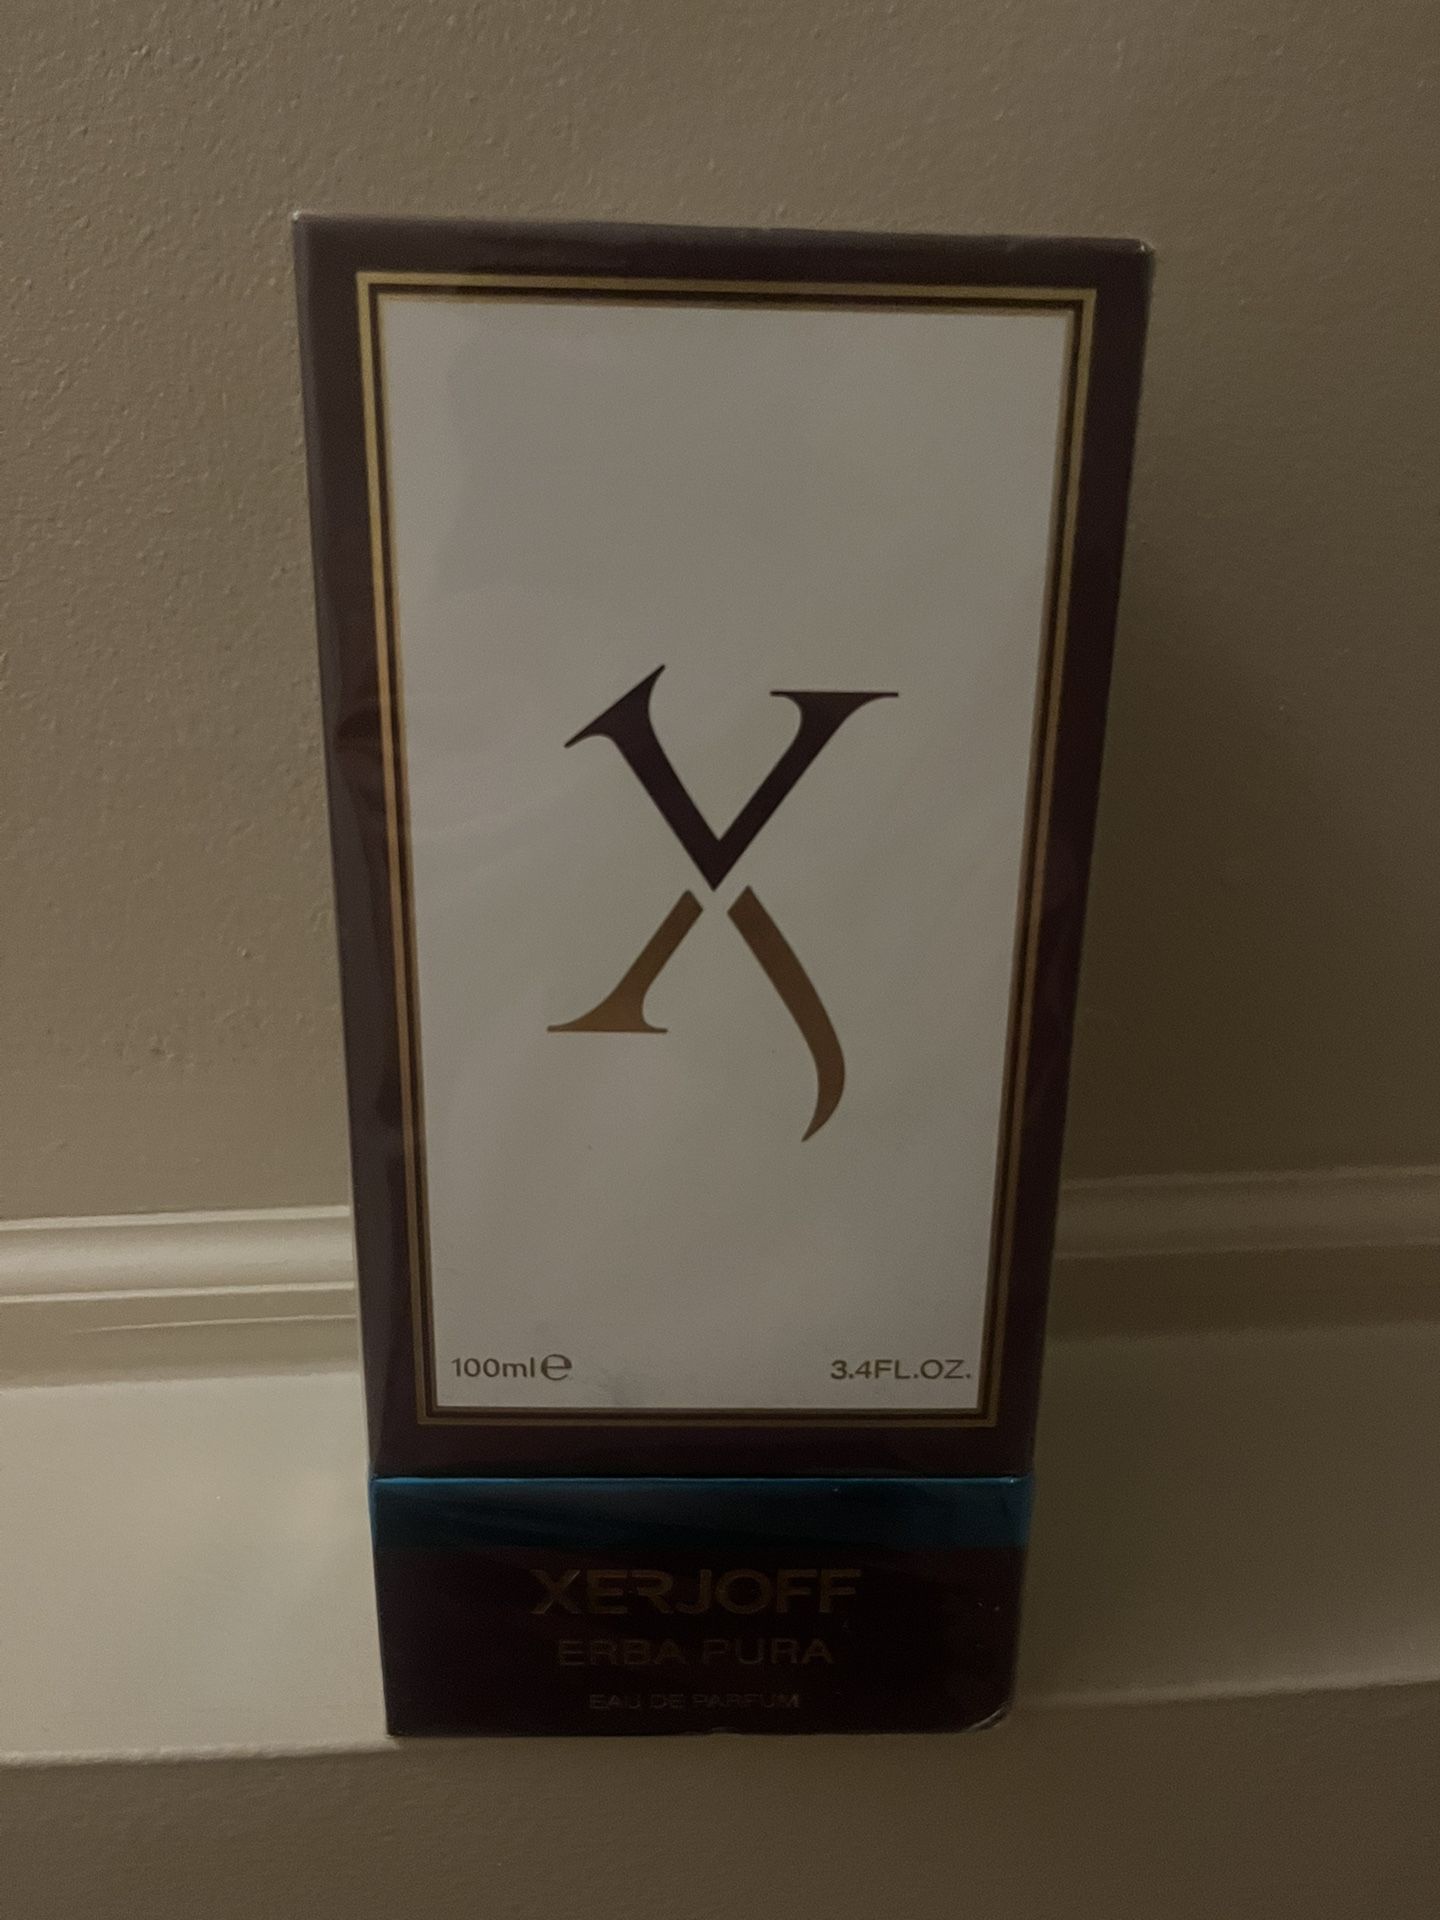 X
100ml℮ 3.4FL.OZ.
XERJOFF
ERBA PURA
EAU DE PARFUM